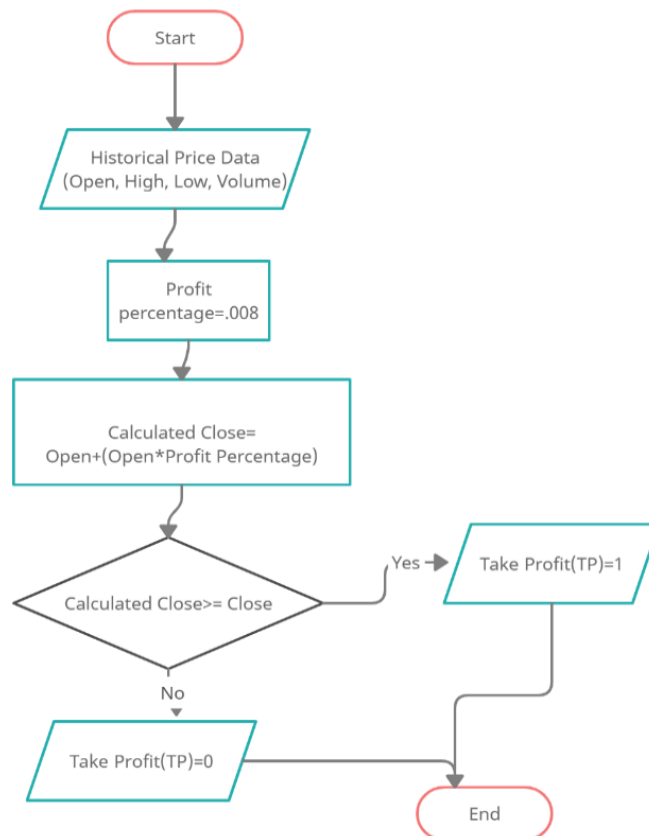 Start
Historical Price Data
(Open, High, Low, Volume)
Profit
percentage=.008
Calculated Close=
Open+(Open*Profit Percentage)
Calculated Close>= Close
Yes
Take Profit(TP)=1
No
Take Profit(TP)=0
End